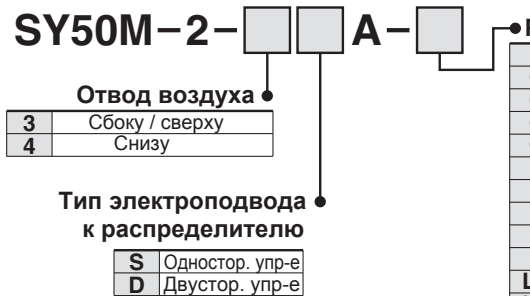 SY50M-2-□□A-□
Отвод воздуха
3 Сбоку / сверху
4 Снизу
Тип электроподвода
к распределителю
S Одностор. упр-е
D Двустор. упр-е